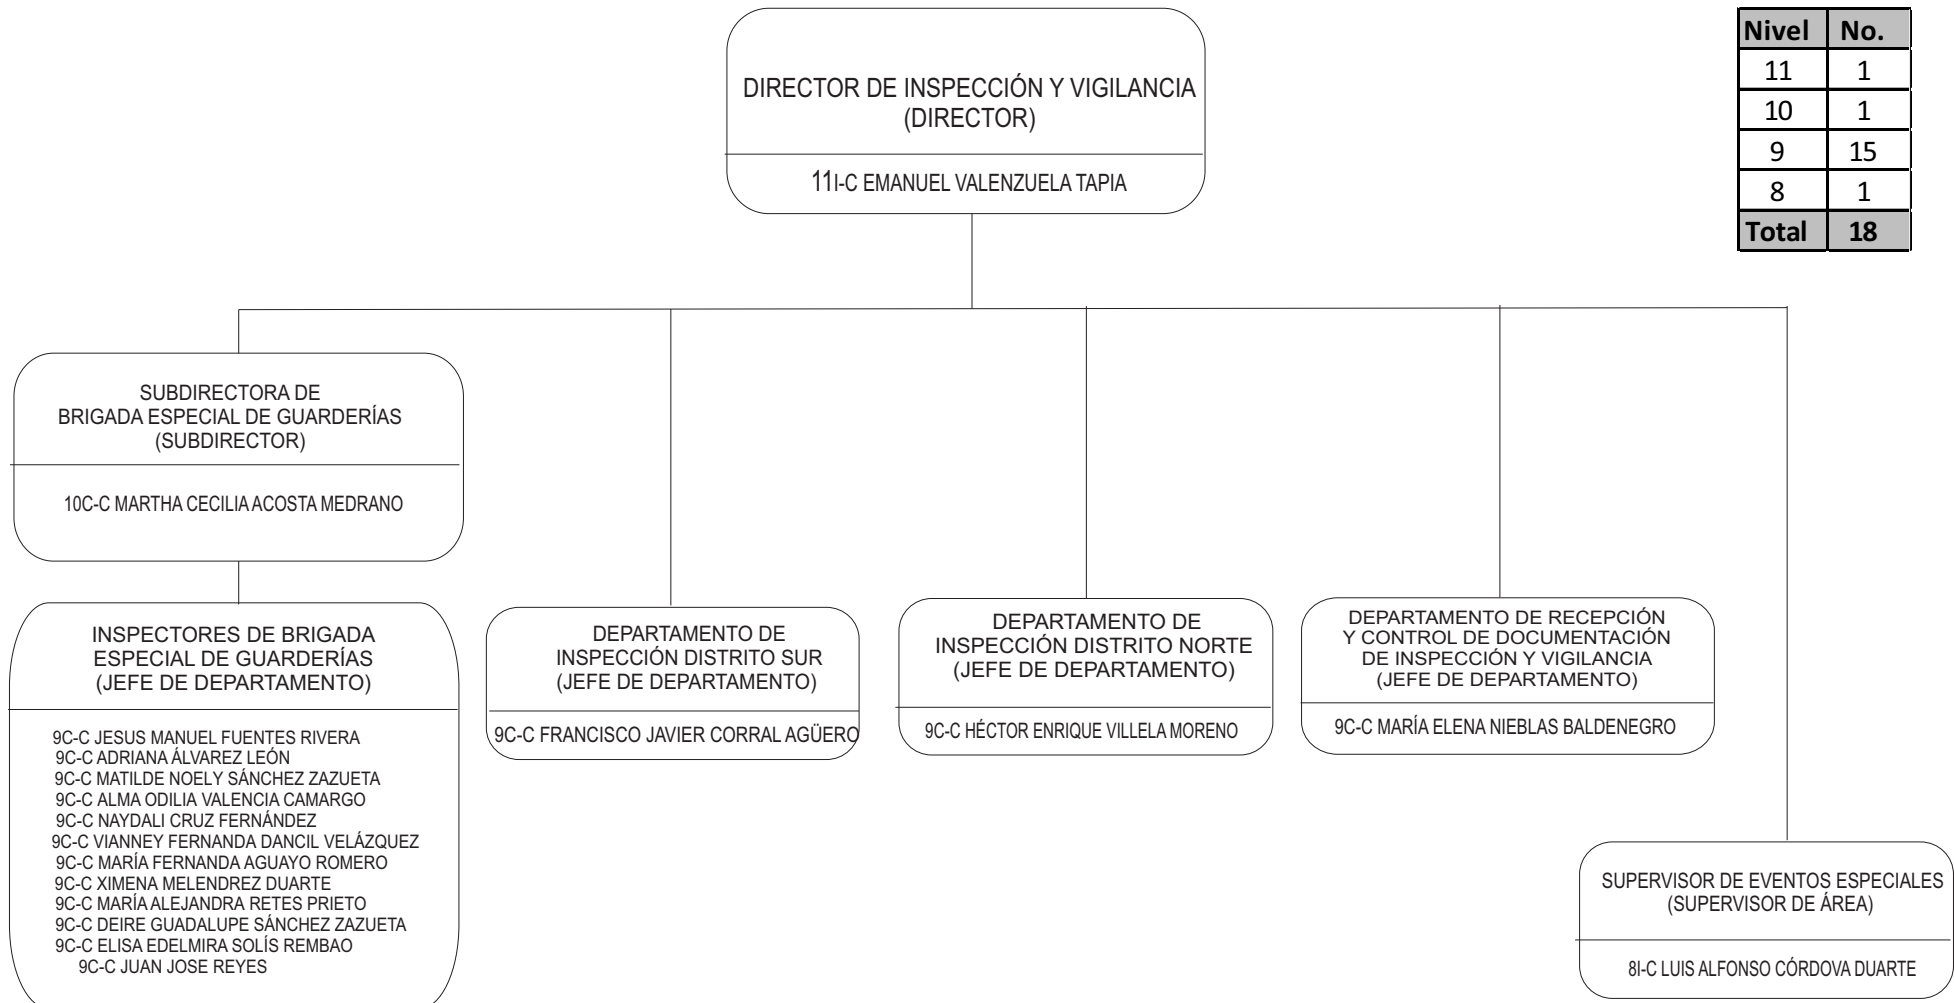 DIRECTOR DE INSPECCIÓN Y VIGILANCIA
(DIRECTOR)
11I-C EMANUEL VALENZUELA TAPIA
Nivel No.
11 1
10 1
9 15
8 1
Total 18
SUBDIRECTORA DE
BRIGADA ESPECIAL DE GUARDERÍAS
(SUBDIRECTOR)
10C-C MARTHA CECILIA ACOSTA MEDRANO
INSPECTORES DE BRIGADA
ESPECIAL DE GUARDERÍAS
(JEFE DE DEPARTAMENTO)
9C-C JESUS MANUEL FUENTES RIVERA
9C-C ADRIANA ÁLVAREZ LEÓN
9C-C MATILDE NOELY SÁNCHEZ ZAZUETA
9C-C ALMA ODILIA VALENCIA CAMARGO
9C-C NAYDALI CRUZ FERNÁNDEZ
9C-C VIANNEY FERNANDA DANCIL VELÁZQUEZ
9C-C MARÍA FERNANDA AGUAYO ROMERO
9C-C XIMENA MELENDREZ DUARTE
9C-C MARÍA ALEJANDRA RETES PRIETO
9C-C DEIRE GUADALUPE SÁNCHEZ ZAZUETA
9C-C ELISA EDELMIRA SOLÍS REMBAO
9C-C JUAN JOSE REYES
DEPARTAMENTO DE
INSPECCIÓN DISTRITO SUR
(JEFE DE DEPARTAMENTO)
9C-C FRANCISCO JAVIER CORRAL AGÜERO
DEPARTAMENTO DE
INSPECCIÓN DISTRITO NORTE
(JEFE DE DEPARTAMENTO)
9C-C HÉCTOR ENRIQUE VILLELA MORENO
DEPARTAMENTO DE RECEPCIÓN
Y CONTROL DE DOCUMENTACIÓN
DE INSPECCIÓN Y VIGILANCIA
(JEFE DE DEPARTAMENTO)
9C-C MARÍA ELENA NIEBLAS BALDENEGRO
SUPERVISOR DE EVENTOS ESPECIALES
(SUPERVISOR DE ÁREA)
8I-C LUIS ALFONSO CÓRDOVA DUARTE